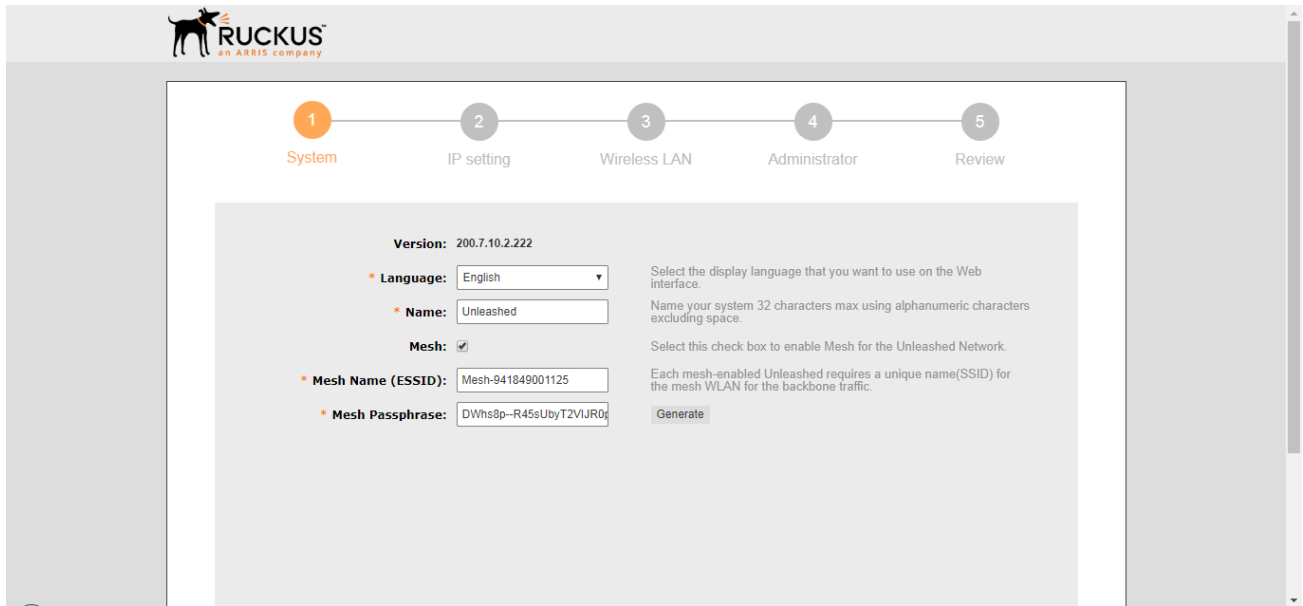 RUCKUS™
an ARRIS company
1 2 3 4 5
System IP setting Wireless LAN Administrator Review
Version: 200.7.10.2.222
* Language: English Select the display language that you want to use on the Web
interface.
* Name: Unleashed Name your system 32 characters max using alphanumeric characters
excluding space.
Mesh: Select this check box to enable Mesh for the Unleashed Network.
* Mesh Name (ESSID): Mesh-941849001125 Each mesh-enabled Unleashed requires a unique name(SSID) for
the mesh WLAN for the backbone traffic.
* Mesh Passphrase: Generate